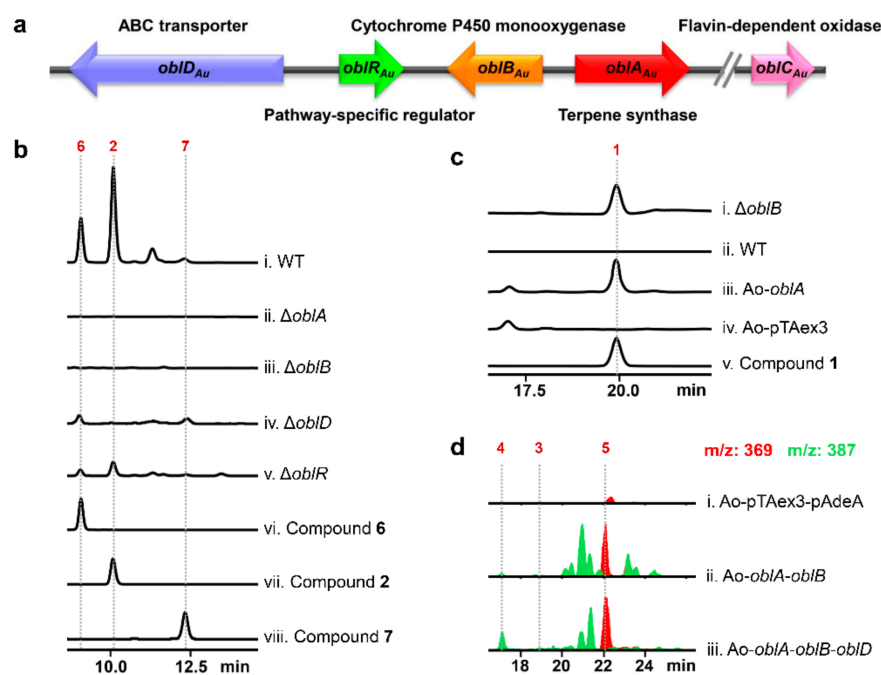 a
ABC transporter
Cytochrome P450 monooxygenase
Flavin-dependent oxidase
oblD_Au
oblR_Au
oblB_Au
oblA_Au
oblC_Au
Pathway-specific regulator
Terpene synthase
b
6
2
7
i. WT
ii. ΔoblA
iii. ΔoblB
iv. ΔoblD
v. ΔoblR
vi. Compound 6
vii. Compound 2
viii. Compound 7
10.0
12.5
min
c
1
i. ΔoblB
ii. WT
iii. Ao-oblA
iv. Ao-pTAex3
v. Compound 1
17.5
20.0
min
d
4
3
5
m/z: 369
m/z: 387
i. Ao-pTAex3-pAdeA
ii. Ao-oblA-oblB
iii. Ao-oblA-oblB-oblD
18
20
22
24
min